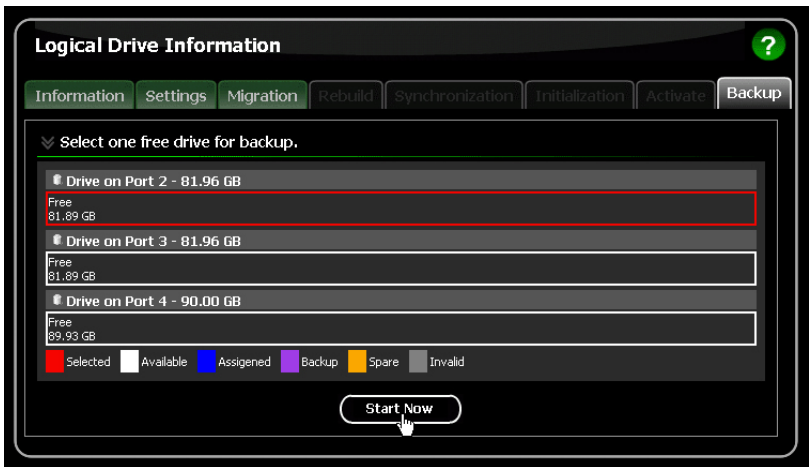 Logical Drive Information
?
Information Settings Migration Rebuild Synchronization Initialization Activate Backup
Select one free drive for backup.
Drive on Port 2 - 81.96 GB
Free
81.89 GB
Drive on Port 3 - 81.96 GB
Free
81.89 GB
Drive on Port 4 - 90.00 GB
Free
89.93 GB
Selected Available Assigened Backup Spare Invalid
Start Now